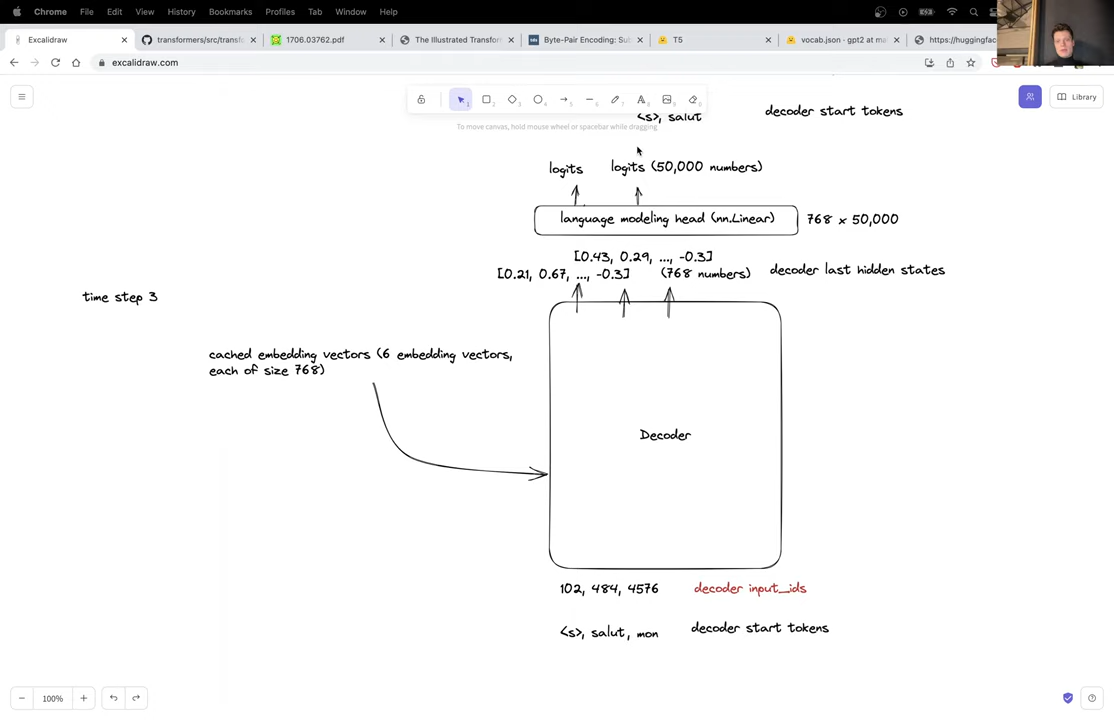 Chrome File Edit View History Bookmarks Profiles Tab Window Help
Excalidraw
transformers/src/transf
1706.03762.pdf
The Illustrated Transfor
Byte-Pair Encoding: Sub
T5
vocab.json · gpt2 at ma
https://huggingfac
excalidraw.com
Library
To move canvas, hold mouse wheel or spacebar while dragging
<s>, salut
decoder start tokens
logits
logits (50,000 numbers)
language modeling head (nn.Linear)
768 x 50,000
[0.43, 0.29, ..., -0.3]
[0.21, 0.67, ..., -0.3]
(768 numbers)
decoder last hidden states
time step 3
cached embedding vectors (6 embedding vectors,
each of size 768)
Decoder
102, 484, 4576
decoder input_ids
<s>, salut, mon
decoder start tokens
100%